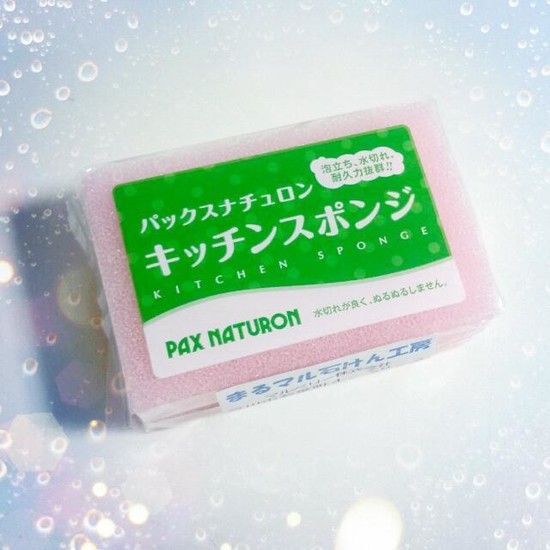 泡立ち、水切れ、
耐久力抜群!!
パックスナチュロン
キッチンスポンジ
KITCHEN SPONGE
PAX NATURON
水切れが良く、ぬるぬるしません。
まるマル石けん工房